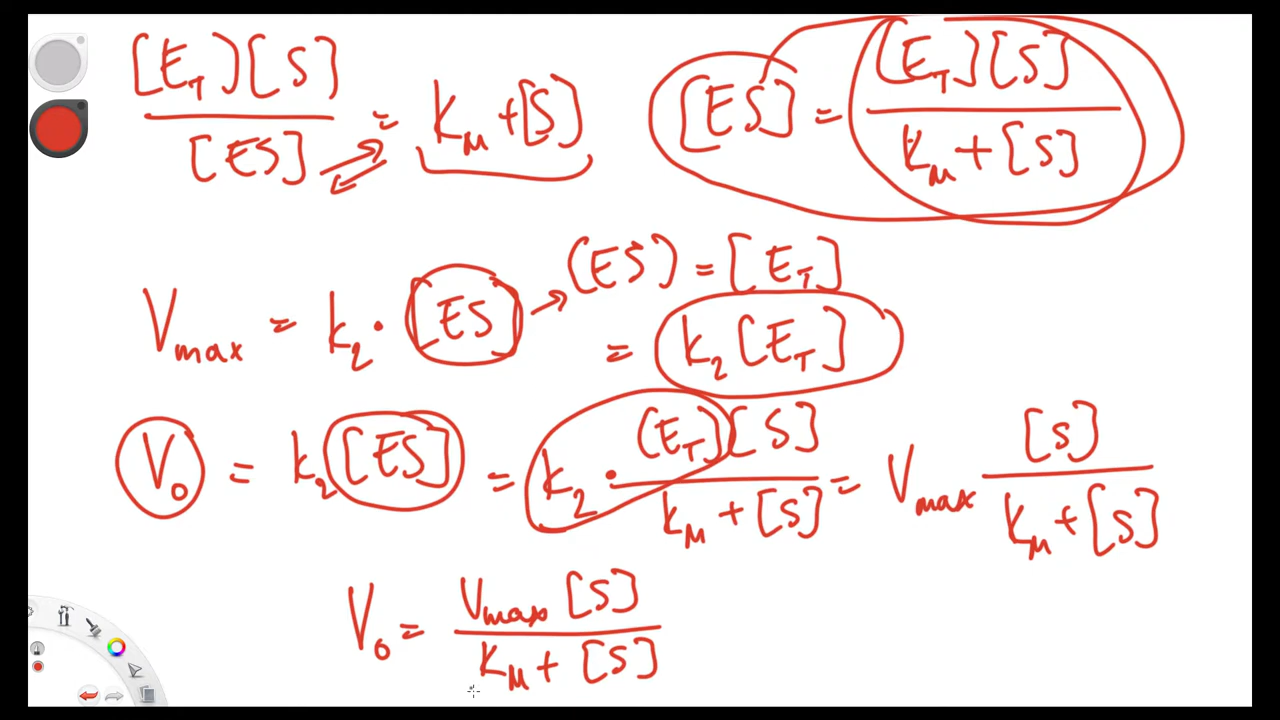 [E_T][S] / [ES] = K_M + [S]
[ES] = [E_T][S] / K_M + [S]
V_max = k_2 · [ES] → [ES] = [E_T]
= k_2 [E_T]
V_0 = k_2 [ES] = k_2 · [E_T][S] / K_M + [S] = V_max [S] / K_M + [S]
V_0 = V_max [S] / K_M + [S]